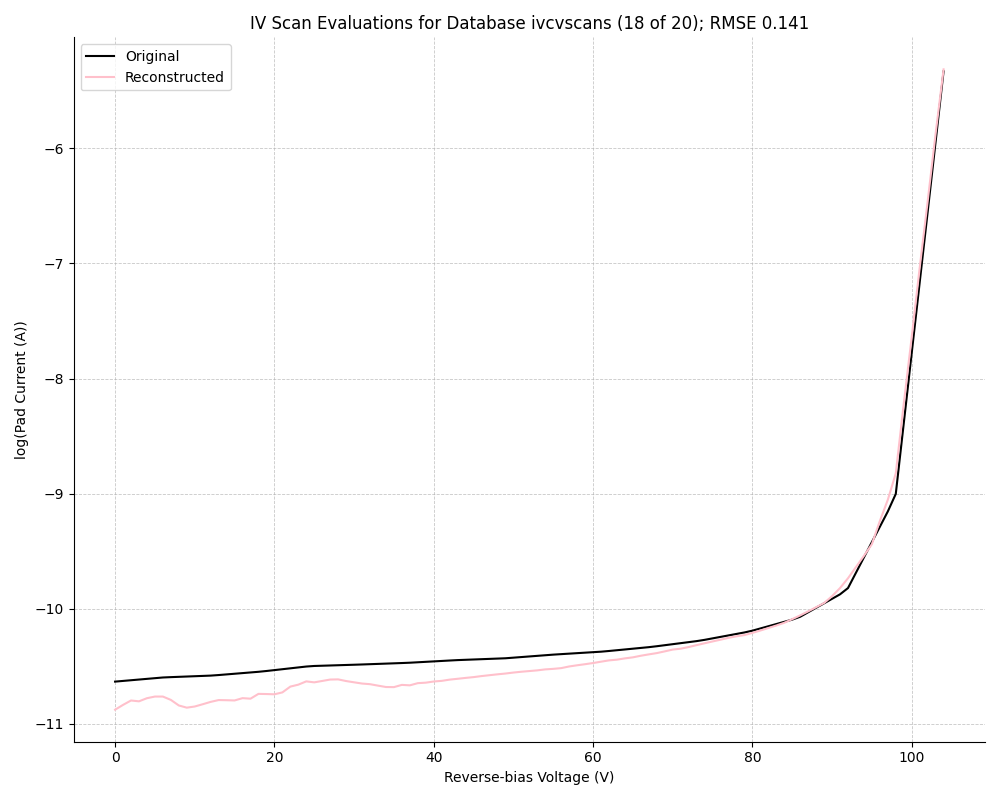 IV Scan Evaluations for Database ivcvscans (18 of 20); RMSE 0.141
Original
Reconstructed
log(Pad Current (A))
−6
−7
−8
−9
−10
−11
0
20
40
60
80
100
Reverse-bias Voltage (V)